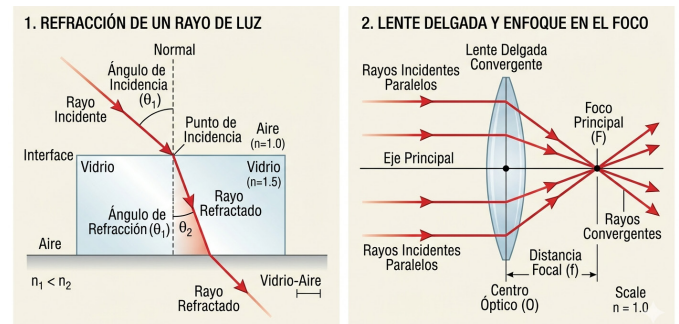 1. REFRACCIÓN DE UN RAYO DE LUZ
Normal
Ángulo de
Incidencia
(θ₁)
Rayo
Incidente
Punto de
Incidencia
Aire
(n=1.0)
Interface
Vidrio
Vidrio
(n=1.5)
Rayo
Refractado
Ángulo de
Refracción (θ₁)
θ₂
Aire
n₁ < n₂
Rayo
Refractado
Vidrio-Aire
2. LENTE DELGADA Y ENFOQUE EN EL FOCO
Lente Delgada
Convergente
Rayos Incidentes
Paralelos
Foco
Principal
(F)
Eje Principal
Rayos
Convergentes
Rayos Incidentes
Paralelos
Distancia
Focal (f)
Centro
Óptico (O)
Scale
n = 1.0